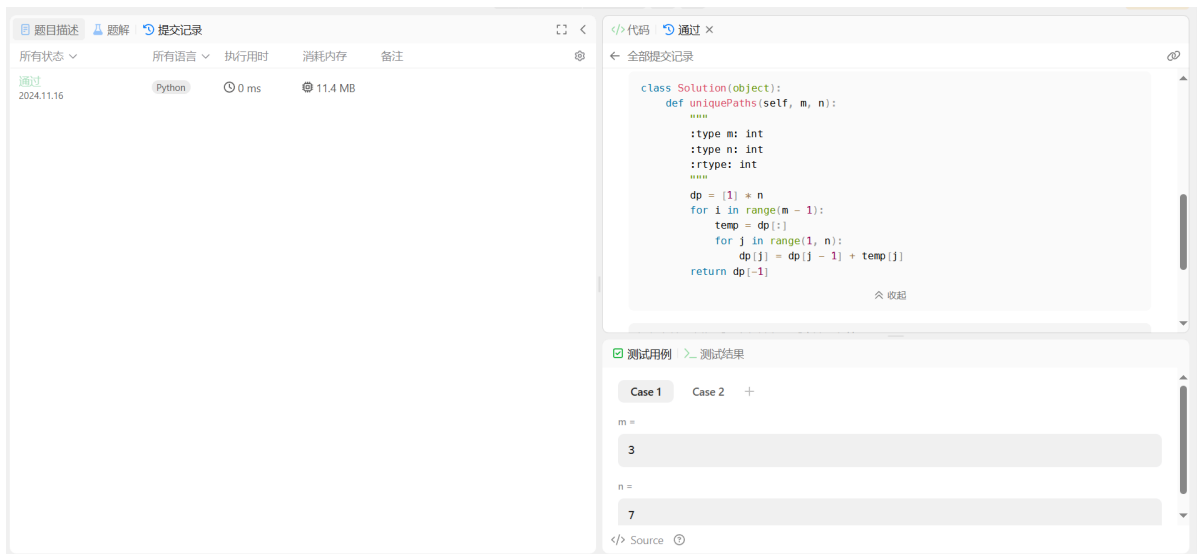 题目描述 题解 提交记录
所有状态 所有语言 执行用时 消耗内存 备注
通过
2024.11.16
Python 0 ms 11.4 MB
</>代码 通过 ×
← 全部提交记录
class Solution(object):
def uniquePaths(self, m, n):
"""
:type m: int
:type n: int
:rtype: int
"""
dp = [1] * n
for i in range(m - 1):
temp = dp[:]
for j in range(1, n):
dp[j] = dp[j - 1] + temp[j]
return dp[-1]
收起
测试用例 >_ 测试结果
Case 1 Case 2 +
m =
3
n =
7
</> Source ?